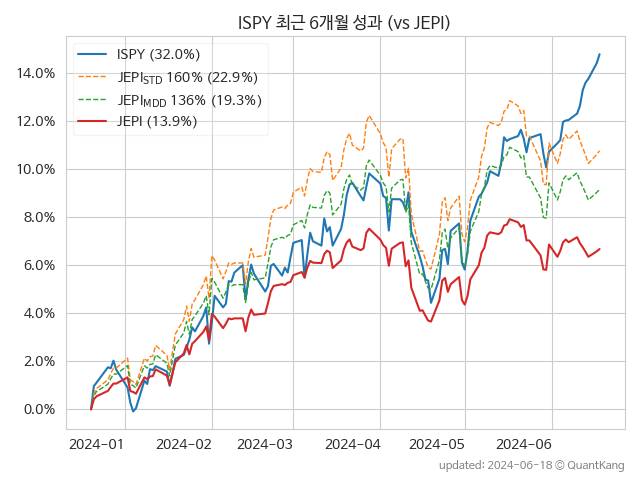 ISPY 최근 6개월 성과 (vs JEPI)
ISPY (32.0%)
JEPI_STD 160% (22.9%)
JEPI_MDD 136% (19.3%)
JEPI (13.9%)
14.0%
12.0%
10.0%
8.0%
6.0%
4.0%
2.0%
0.0%
2024-01 2024-02 2024-03 2024-04 2024-05 2024-06
updated: 2024-06-18 ⓒ QuantKang